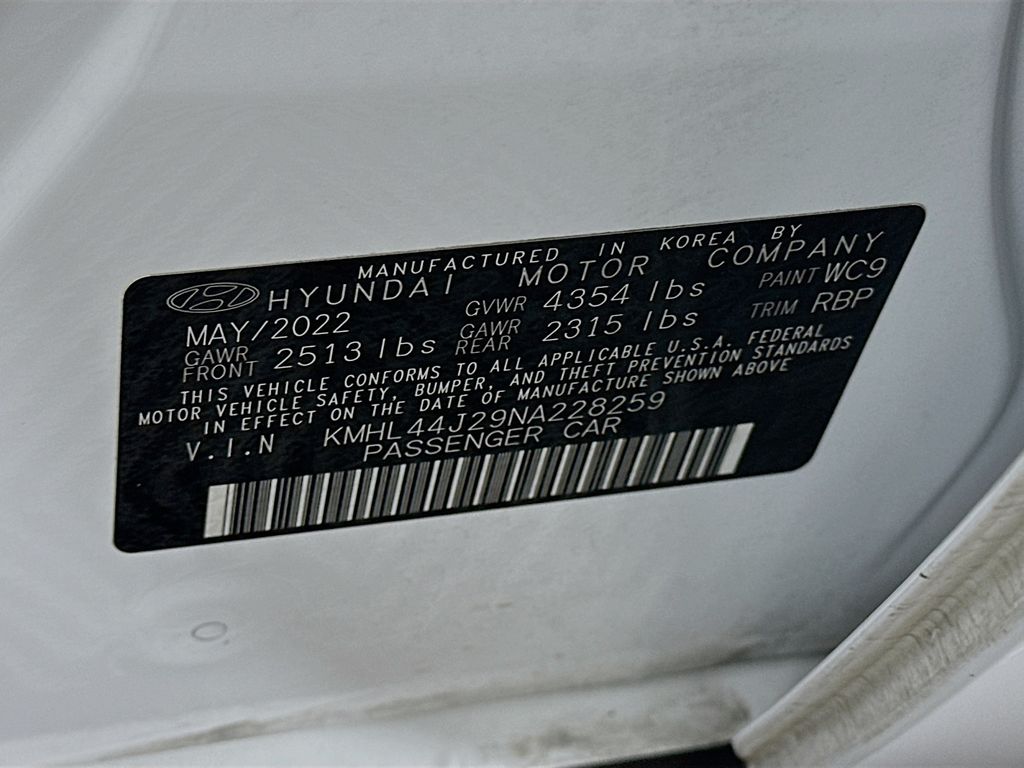 MANUFACTURED IN KOREA BY
HYUNDAI MOTOR COMPANY
MAY/2022 GVWR 4354 lbs PAINT WC9
GAWR FRONT 2513 lbs GAWR REAR 2315 lbs TRIM RBP
THIS VEHICLE CONFORMS TO ALL APPLICABLE U.S.A. FEDERAL
MOTOR VEHICLE SAFETY, BUMPER, AND THEFT PREVENTION STANDARDS
IN EFFECT ON THE DATE OF MANUFACTURE SHOWN ABOVE
V.I.N KMHL44J29NA228259
PASSENGER CAR